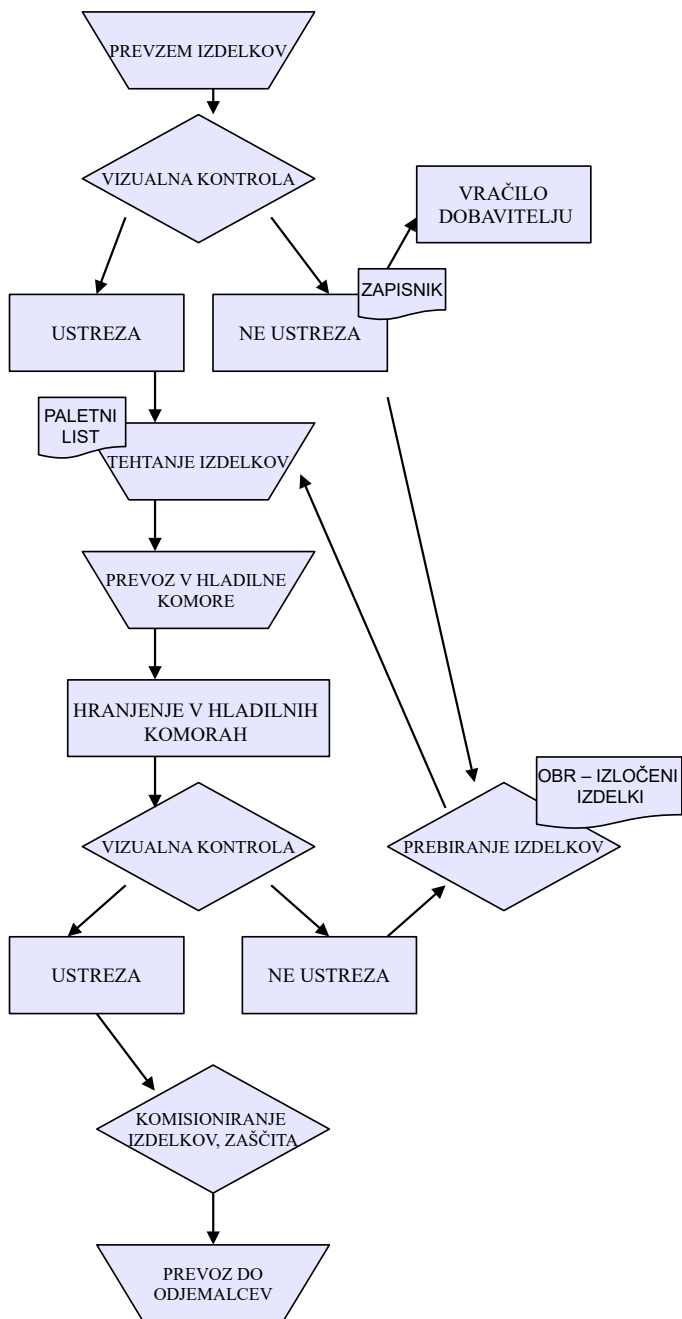 PREVZEM IZDELKOV
VIZUALNA KONTROLA
VRAČILO
DOBAVITELJU
ZAPISNIK
USTREZA
NE USTREZA
PALETNI
LIST
TEHTANJE IZDELKOV
PREVOZ V HLADILNE
KOMORE
HRANJENJE V HLADILNIH
KOMORAH
OBR – IZLOČENI
IZDELKI
VIZUALNA KONTROLA
PREBIRANJE IZDELKOV
USTREZA
NE USTREZA
KOMISIONIRANJE
IZDELKOV, ZAŠČITA
PREVOZ DO
ODJEMALCEV